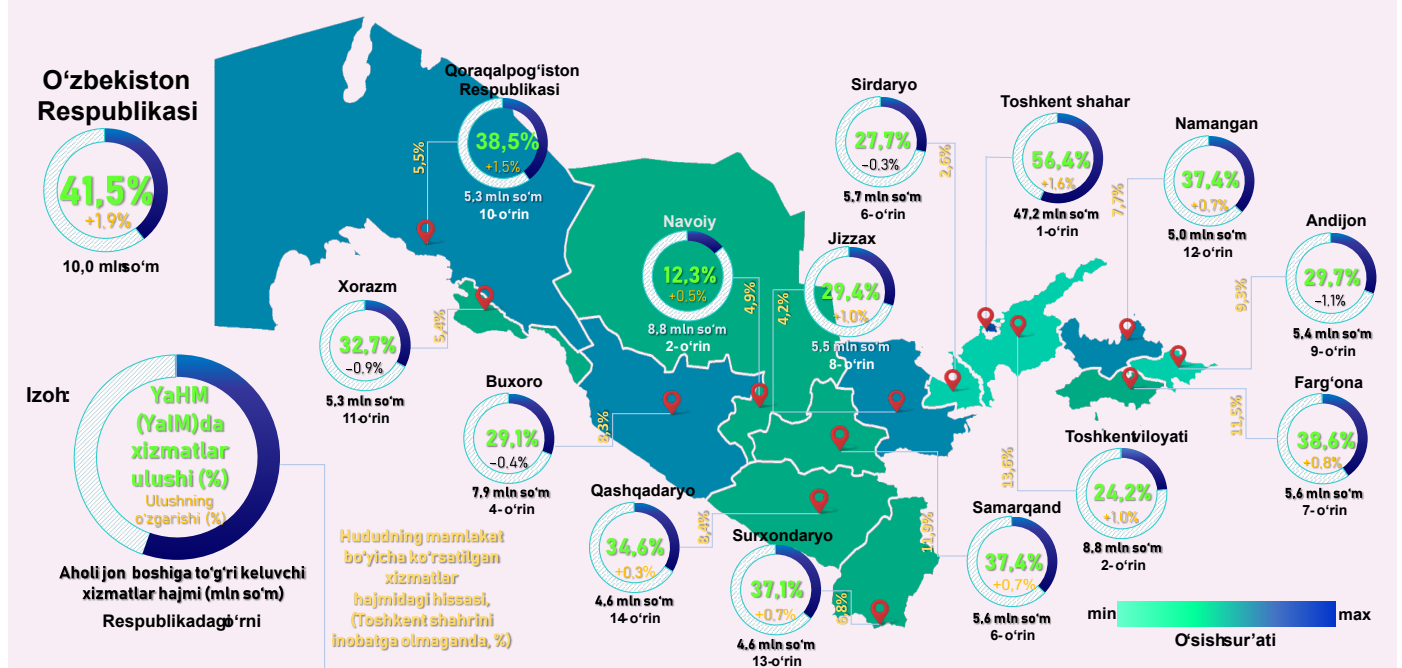 O‘zbekiston
Respublikasi
41,5%
+1.9%
10,0 mln so‘m
Qoraqalpog‘iston
Respublikasi
38,5%
+1.5%
5,3 mln so‘m
10-o‘rin
5,5%
Sirdaryo
27,7%
−0.3%
5.7 mln so‘m
6-o‘rin
2,6%
Toshkent shahar
56,4%
+1,6%
47,2 mln so‘m
1-o‘rin
Namangan
37,4%
+0,7%
5,0 mln so‘m
12-o‘rin
7,7%
Andijon
29,7%
−1.1%
5,4 mln so‘m
9-o‘rin
9,3%
Navoiy
12,3%
+0.5%
8,8 mln so‘m
2-o‘rin
4,9%
Jizzax
29,4%
+1.0%
5,5 mln so‘m
8-o‘rin
4,2%
Xorazm
32,7%
−0.9%
5.3 mln so‘m
11-o‘rin
5,4%
Buxoro
29,1%
−0.4%
7,9 mln so‘m
4-o‘rin
8,3%
Farg‘ona
38,6%
+0,8%
5,6 mln so‘m
7-o‘rin
11,5%
Toshkent viloyati
24,2%
+1.0%
8,8 mln so‘m
2-o‘rin
13,6%
Qashqadaryo
34,6%
+0,3%
4,6 mln so‘m
14-o‘rin
8,4%
Surxondaryo
37,1%
+0.7%
4.6 mln so‘m
13-o‘rin
6,8%
Samarqand
37,4%
+0,7%
5,6 mln so‘m
6-o‘rin
11,9%
Izoh:
YaHM
(YaIM)da
xizmatlar
ulushi (%)
Ulushning
o‘zgarishi (%)
Aholi jon boshiga to‘g‘ri keluvchi
xizmatlar hajmi (mln so‘m)
Respublikadagi o‘rni
Hududning mamlakat
bo‘yicha ko‘rsatilgan
xizmatlar
hajmidagi hissasi,
(Toshkent shahrini
inobatga olmaganda, %)
min
max
O‘sish sur’ati